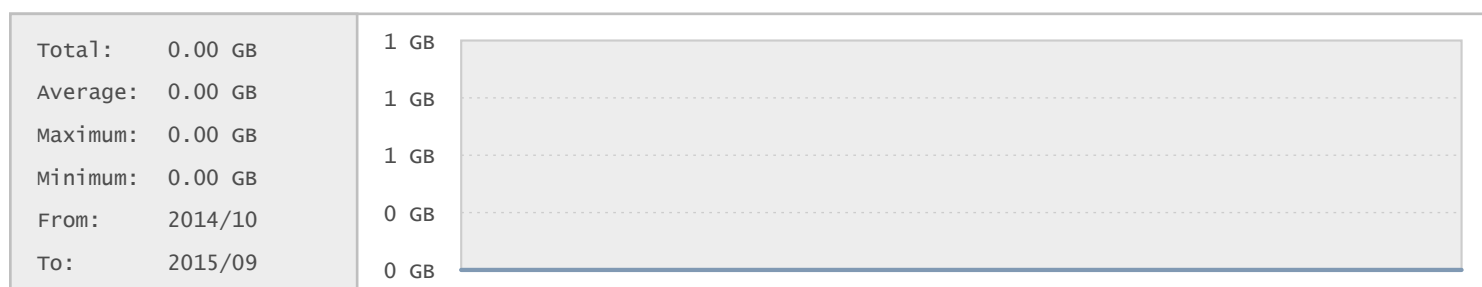 Total: 0.00 GB
Average: 0.00 GB
Maximum: 0.00 GB
Minimum: 0.00 GB
From: 2014/10
To: 2015/09
1 GB
1 GB
1 GB
0 GB
0 GB